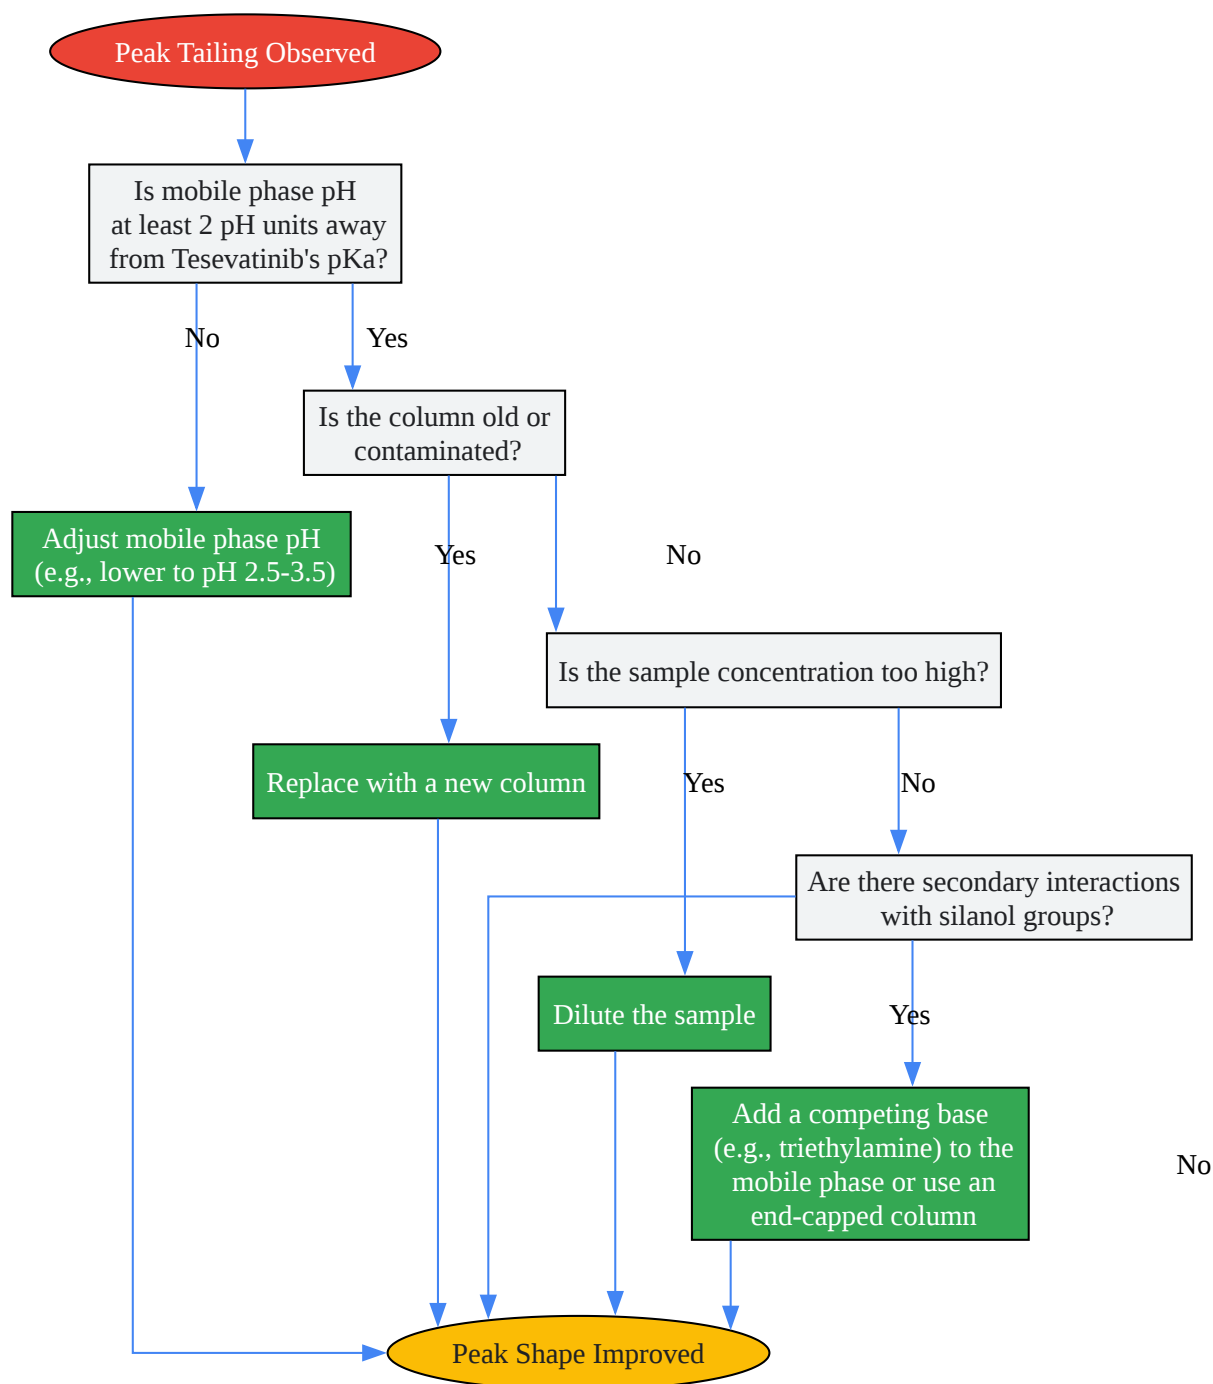 Peak Tailing Observed
Is mobile phase pH
at least 2 pH units away
from Tesevatinib's pKa?
No
Yes
Is the column old or
contaminated?
Adjust mobile phase pH
(e.g., lower to pH 2.5-3.5)
Yes
No
Is the sample concentration too high?
Replace with a new column
Yes
No
Are there secondary interactions
with silanol groups?
Dilute the sample
Yes
Add a competing base
(e.g., triethylamine) to the
mobile phase or use an
end-capped column
No
Peak Shape Improved